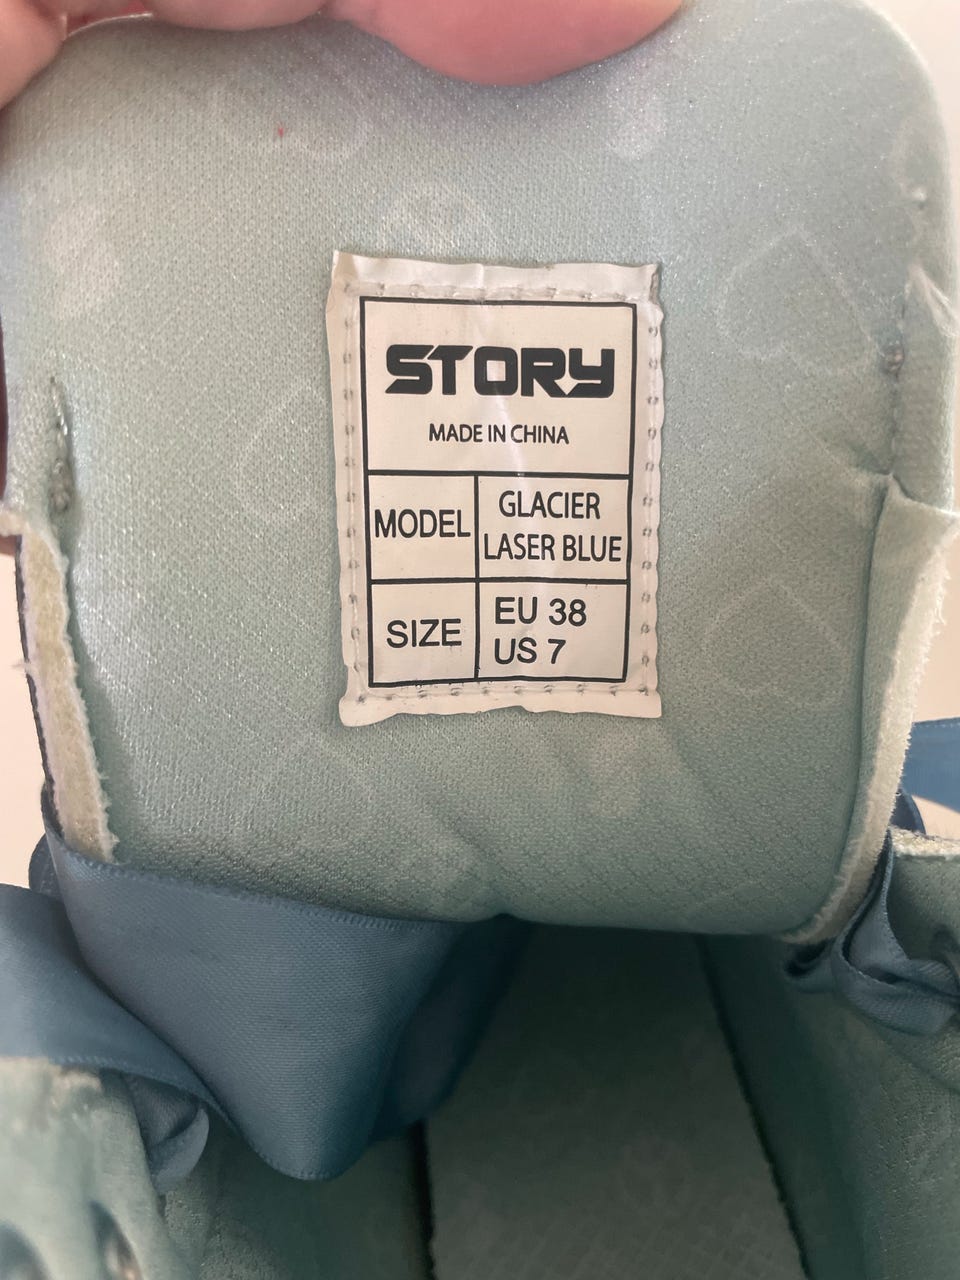 STORY
MADE IN CHINA
MODEL
GLACIER
LASER BLUE
SIZE
EU 38
US 7